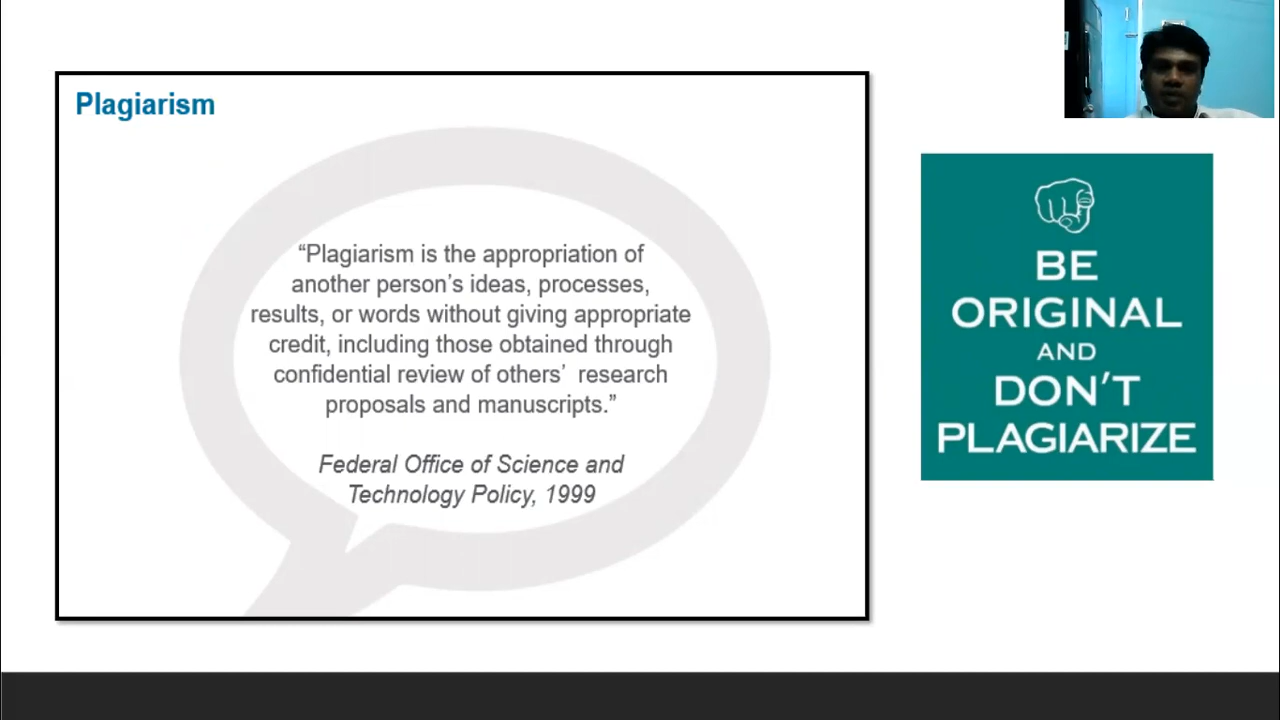 Plagiarism
“Plagiarism is the appropriation of
another person’s ideas, processes,
results, or words without giving appropriate
credit, including those obtained through
confidential review of others’ research
proposals and manuscripts.”
Federal Office of Science and
Technology Policy, 1999
BE
ORIGINAL
AND
DON’T
PLAGIARIZE